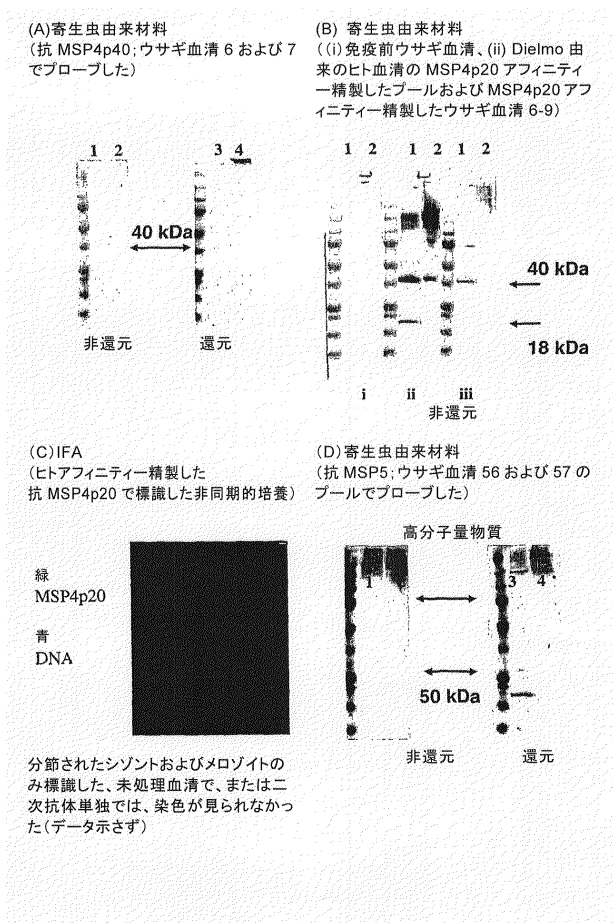 (A)寄生虫由来材料
(抗 MSP4p40;ウサギ血清 6 および 7
でプローブした)
1 2 3 4
40 kDa
非還元 還元
(B) 寄生虫由来材料
((i)免疫前ウサギ血清、(ii) Dielmo 由
来のヒト血清の MSP4p20 アフィニティ
ー精製したプールおよび MSP4p20 アフ
ィニティー精製したウサギ血清 6-9)
1 2 1 2 1 2
40 kDa
18 kDa
i ii iii
非還元
(C)IFA
(ヒトアフィニティー精製した
抗 MSP4p20 で標識した非同期的培養)
緑
MSP4p20
青
DNA
分節されたシゾントおよびメロゾイトの
み標識した、未処理血清で、または二
次抗体単独では、染色が見られなかっ
た(データ示さず)
(D)寄生虫由来材料
(抗 MSP5;ウサギ血清 56 および 57 の
プールでプローブした)
高分子量物質
1 3 4
50 kDa
非還元 還元